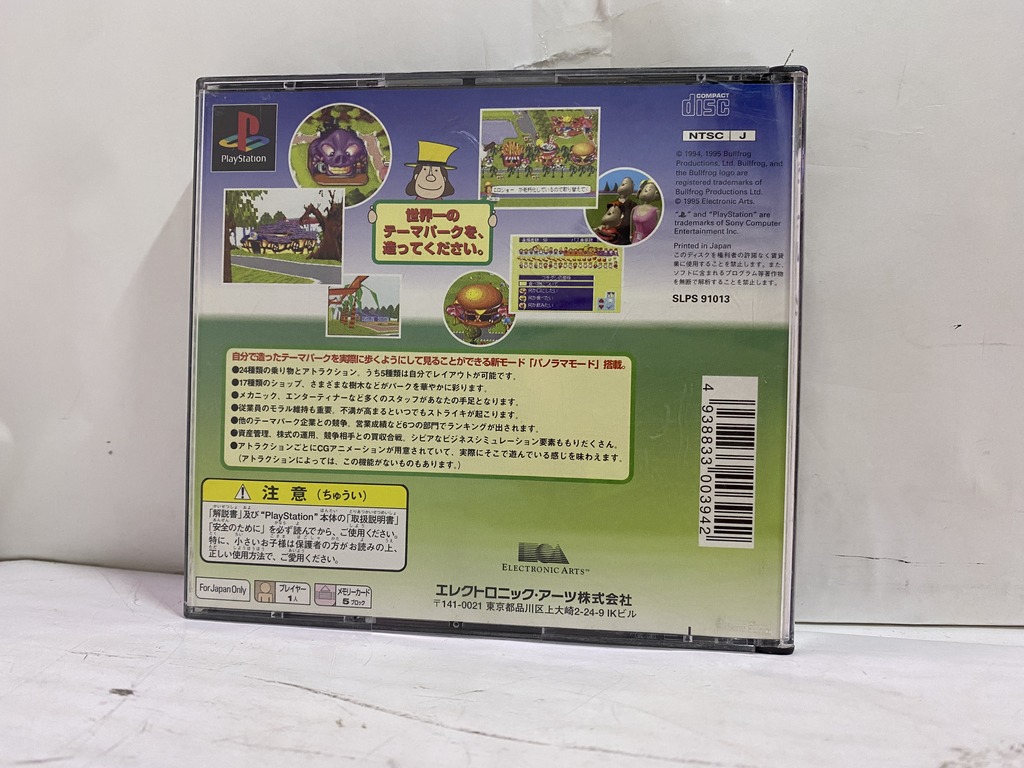 PlayStation
世界一の
テーマパークを、
造ってください。
COMPACT
disc
NTSC J
© 1994, 1995 Bullfrog
Productions, Ltd. Bullfrog, and
the Bullfrog logo are
registered trademarks of
Bullfrog Productions Ltd.
© 1995 Electronic Arts.
" " and "PlayStation" are
trademarks of Sony Computer
Entertainment Inc.
Printed in Japan
このディスクを権利者の許諾なく賃貸
業に使用することを禁止します。また、
ソフトに含まれるプログラム等著作物
を無断で解析することを禁止します。
SLPS 91013
自分で造ったテーマパークを実際に歩くようにして見ることができる新モード「パノラマモード」搭載。
●24種類の乗り物とアトラクション、うち5種類は自分でレイアウトが可能です。
●17種類のショップ、さまざまな樹木などがパークを華やかに彩ります。
●メカニック、エンターティナーなど多くのスタッフがあなたの手足となります。
●従業員のモラル維持も重要、不満が高まるといつでもストライキが起こります。
●他のテーマパーク企業との競争、営業成績など6つの部門でランキングが出されます。
●資産管理、株式の運用、競争相手との買収合戦、シビアなビジネスシミュレーション要素ももりだくさん。
●アトラクションごとにCGアニメーションが用意されていて、実際にそこで遊んでいる感じを味わえます。
(アトラクションによっては、この機能がないものもあります。)
4 938833 003942
注意(ちゅうい)
「解説書」及び"PlayStation"本体の「取扱説明書」
「安全のために」を必ず読んでから、ご使用ください。
特に、小さいお子様は保護者の方がお読みの上、
正しい使用方法で、ご愛用ください。
ELECTRONIC ARTS™
For Japan Only
プレイヤー
1人
メモリーカード
5 ブロック
エレクトロニック・アーツ株式会社
〒141-0021 東京都品川区上大崎2-24-9 IKビル